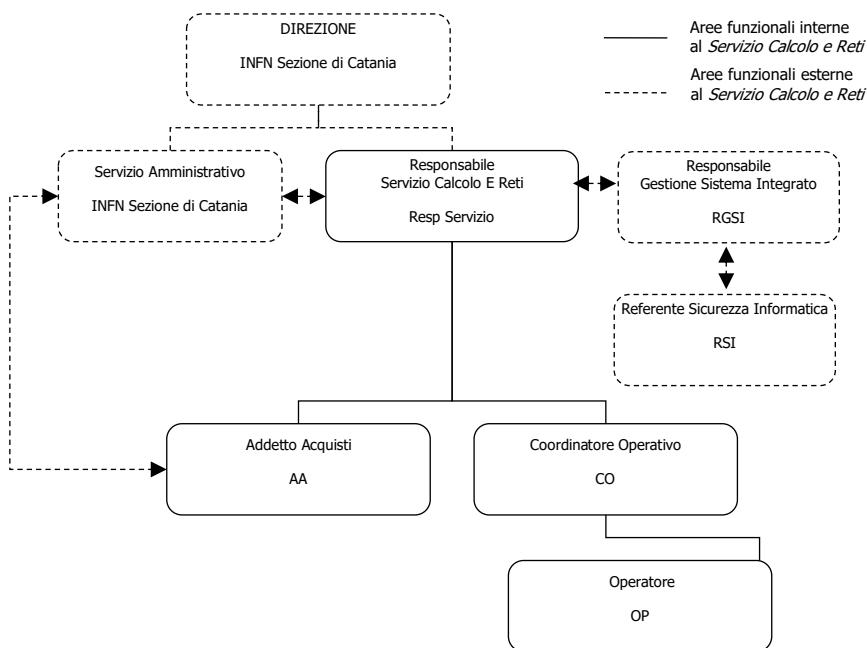 DIREZIONE
INFN Sezione di Catania
Aree funzionali interne
al Servizio Calcolo e Reti
Aree funzionali esterne
al Servizio Calcolo e Reti
Servizio Amministrativo
INFN Sezione di Catania
Responsabile
Servizio Calcolo E Reti
Resp Servizio
Responsabile
Gestione Sistema Integrato
RGSI
Referente Sicurezza Informatica
RSI
Addetto Acquisti
AA
Coordinatore Operativo
CO
Operatore
OP